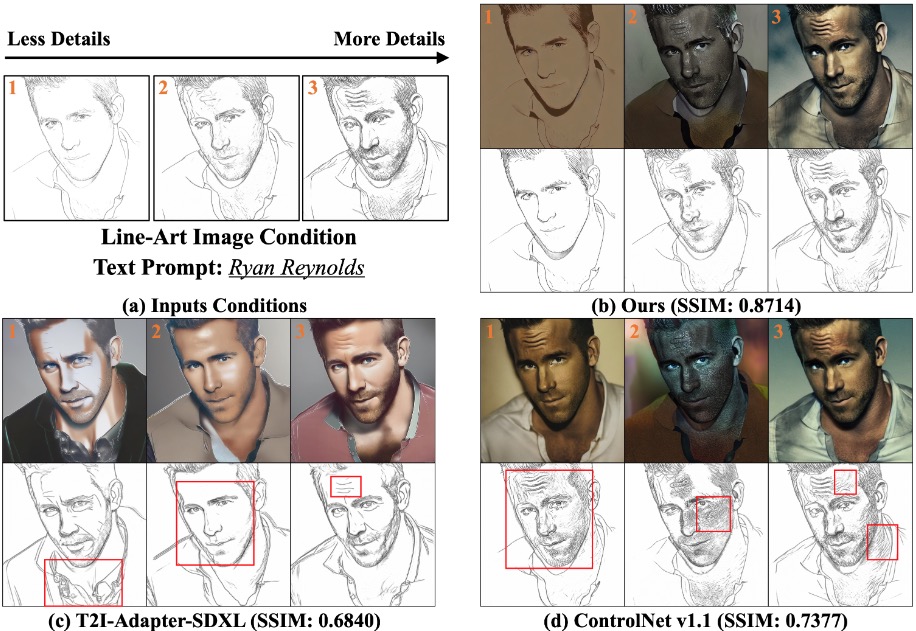 Less Details
More Details
1
2
3
Line-Art Image Condition
Text Prompt: Ryan Reynolds
(a) Inputs Conditions
1
2
3
(b) Ours (SSIM: 0.8714)
1
2
3
(c) T2I-Adapter-SDXL (SSIM: 0.6840)
1
2
3
(d) ControlNet v1.1 (SSIM: 0.7377)